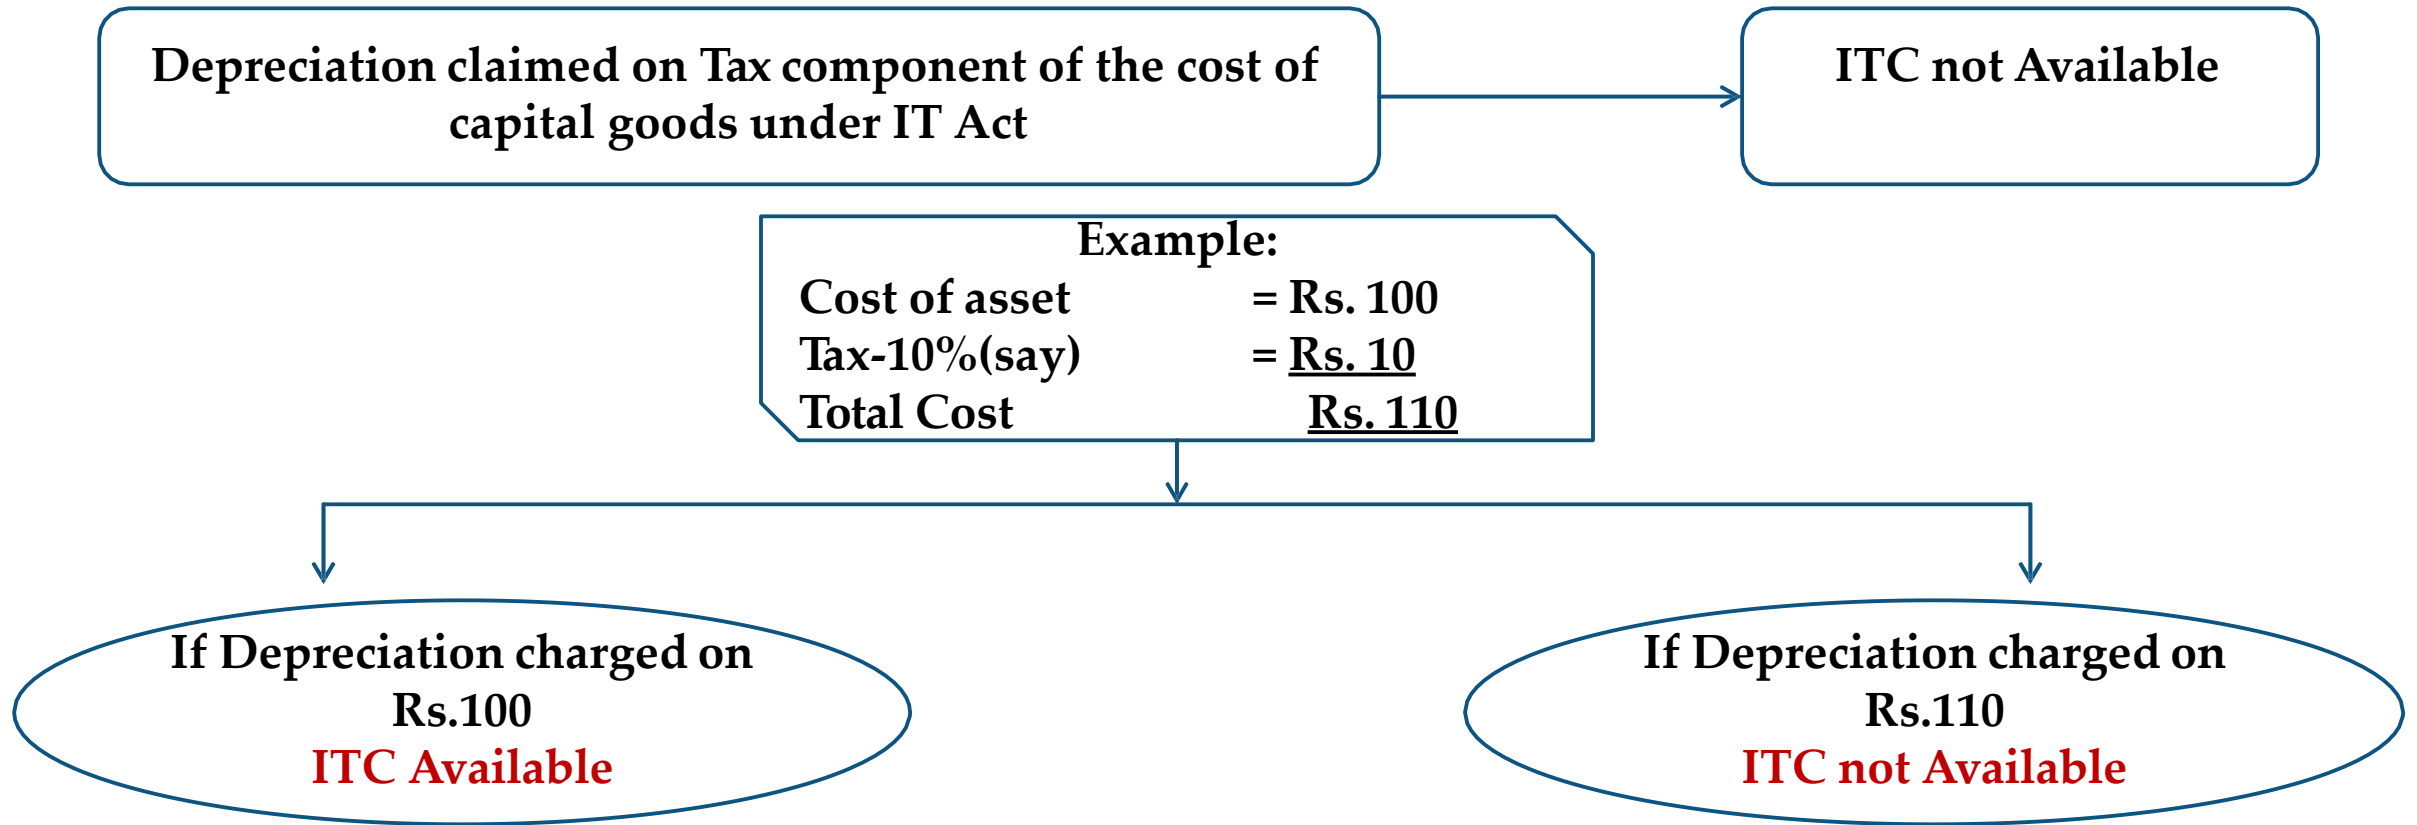 Depreciation claimed on Tax component of the cost of
capital goods under IT Act
ITC not Available
Example:
Cost of asset = Rs. 100
Tax-10%(say) = Rs. 10
Total Cost Rs. 110
If Depreciation charged on
Rs.100
ITC Available
If Depreciation charged on
Rs.110
ITC not Available